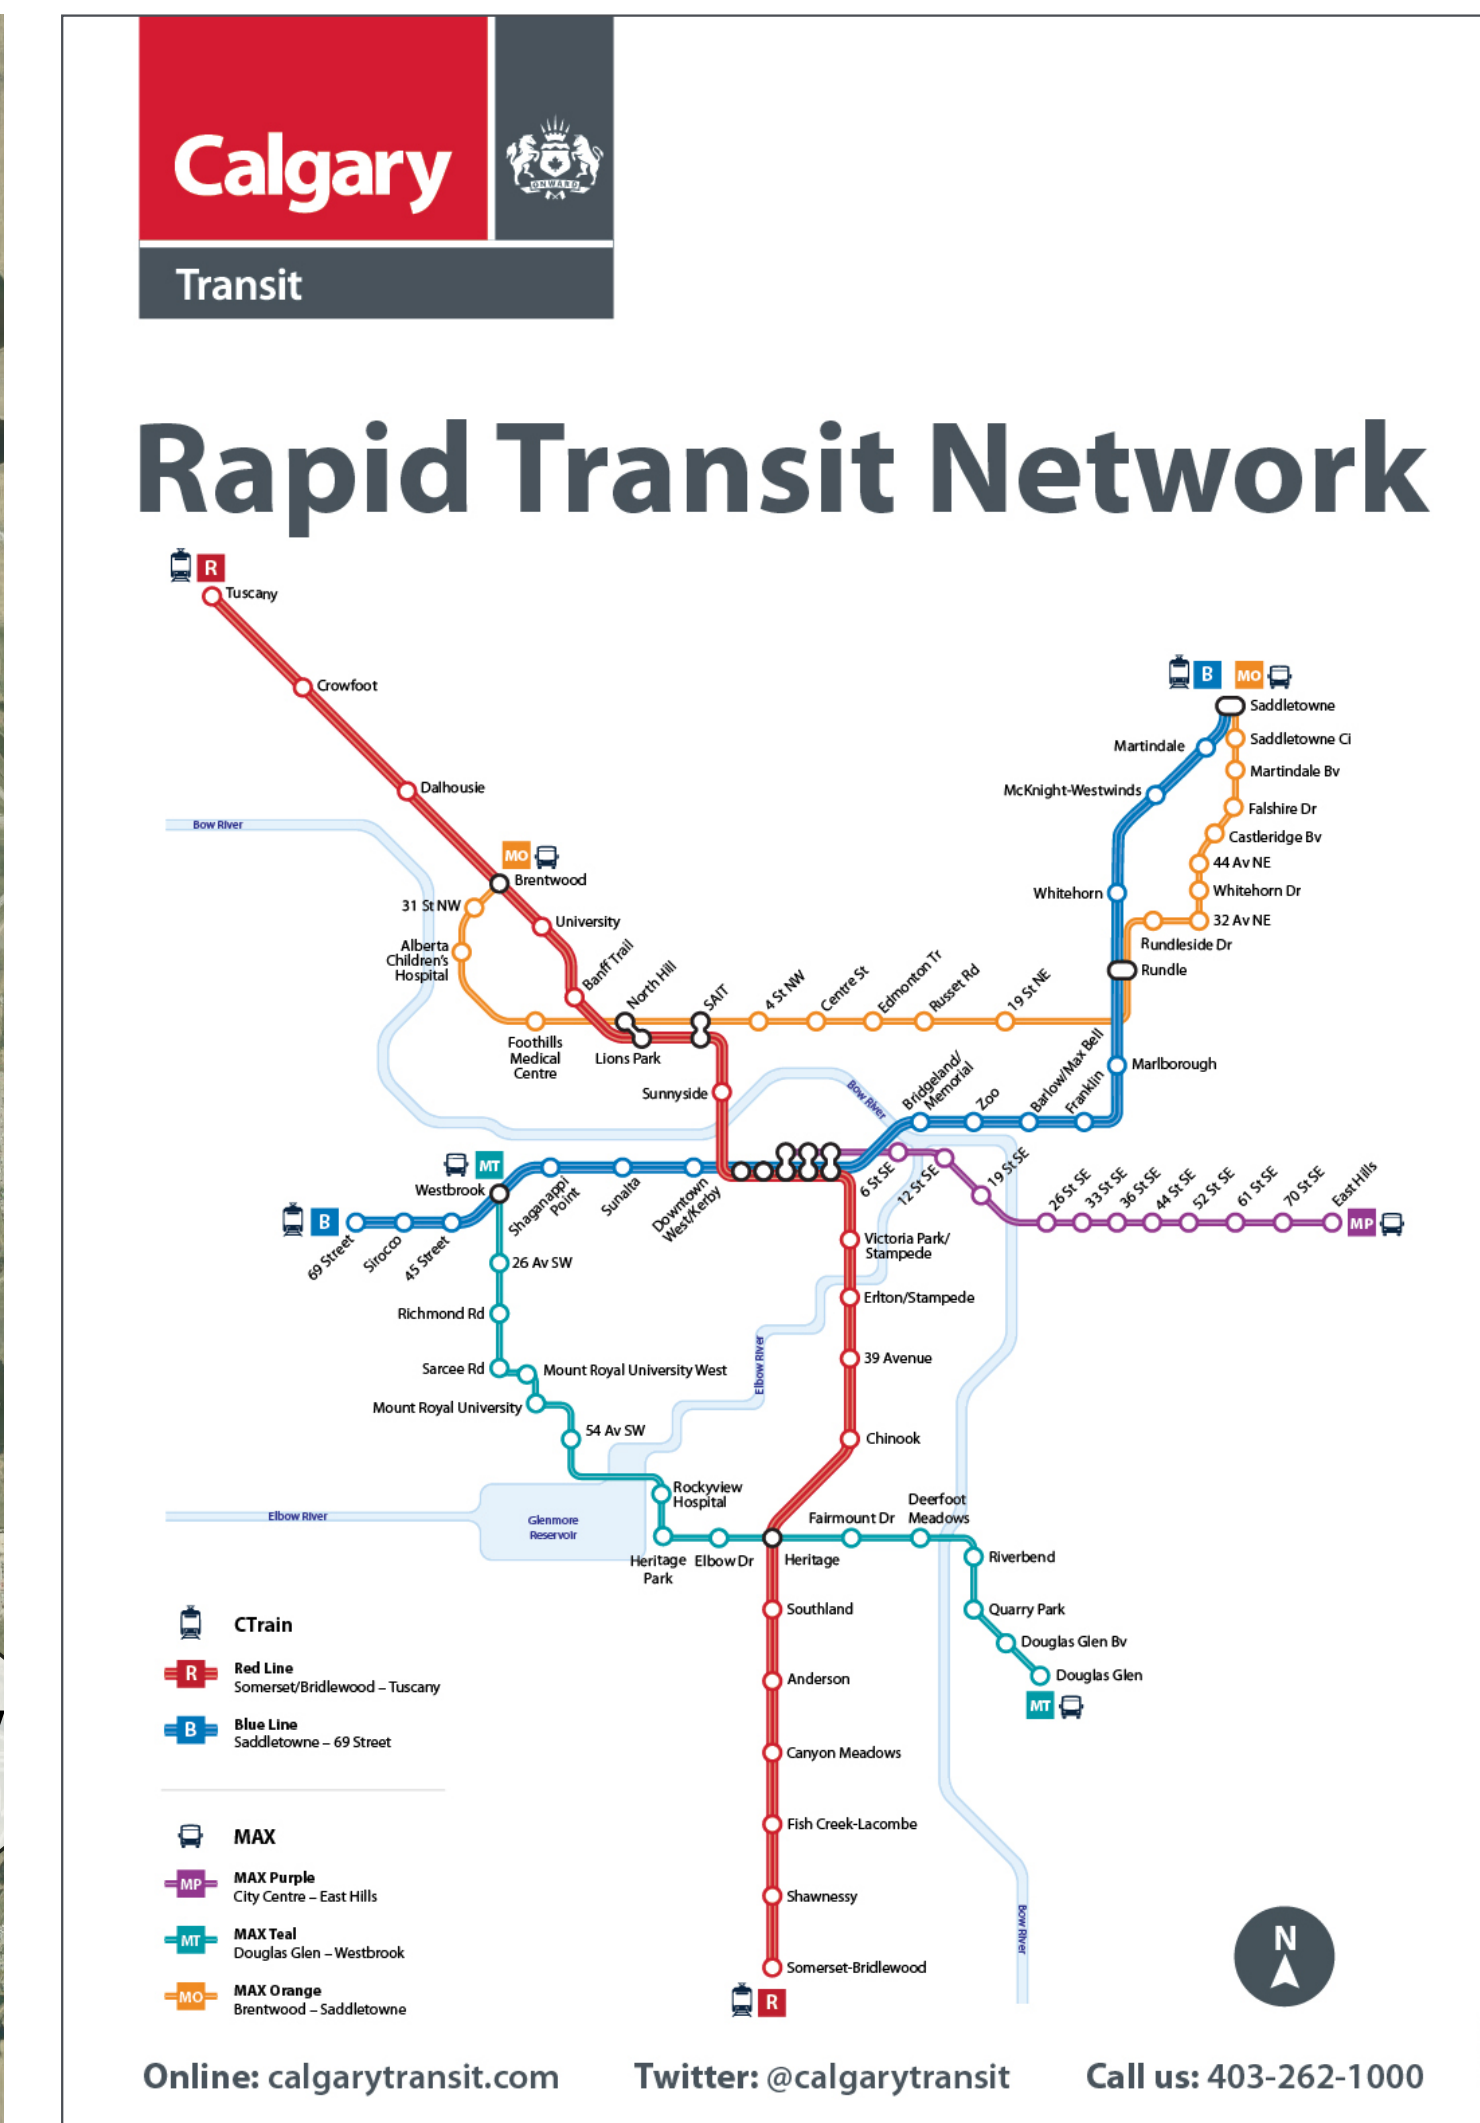 Calgary
ONWARD
Transit
Rapid Transit Network
R
Tuscany
Crowfoot
Dalhousie
Bow River
MO
Brentwood
31 St NW
University
Alberta
Children's
Hospital
Banff Trail
Foothills
Medical
Centre
North Hill
Lions Park
SAIT
4 St NW
Centre St
Edmonton Tr
Russet Rd
19 St NE
B
MO
Saddletowne
Martindale
Saddletowne Ci
Martindale Bv
McKnight-Westwinds
Falshire Dr
Castleridge Bv
44 Av NE
Whitehorn
Whitehorn Dr
32 Av NE
Rundleside Dr
Rundle
Marlborough
Sunnyside
Bow River
Bridgeland/
Memorial
Zoo
Barlow/Max Bell
Franklin
MT
Westbrook
B
69 Street
Sirocco
45 Street
Shaganappi
Point
Sunalta
Downtown
West/Kerby
6 St SE
12 St SE
19 St SE
26 St SE
33 St SE
36 St SE
44 St SE
52 St SE
61 St SE
70 St SE
East Hills
MP
Victoria Park/
Stampede
26 Av SW
Erlton/Stampede
Richmond Rd
Elbow River
39 Avenue
Sarcee Rd
Mount Royal University West
Mount Royal University
54 Av SW
Chinook
Rockyview
Hospital
Elbow River
Glenmore
Reservoir
Heritage
Park
Elbow Dr
Heritage
Fairmount Dr
Deerfoot
Meadows
Riverbend
Southland
Quarry Park
Douglas Glen Bv
Douglas Glen
MT
Anderson
Canyon Meadows
Fish Creek-Lacombe
Shawnessy
Somerset-Bridlewood
R
Bow River
N
CTrain
R
Red Line
Somerset/Bridlewood – Tuscany
B
Blue Line
Saddletowne – 69 Street
MAX
MP
MAX Purple
City Centre – East Hills
MT
MAX Teal
Douglas Glen – Westbrook
MO
MAX Orange
Brentwood – Saddletowne
Online: calgarytransit.com
Twitter: @calgarytransit
Call us: 403-262-1000